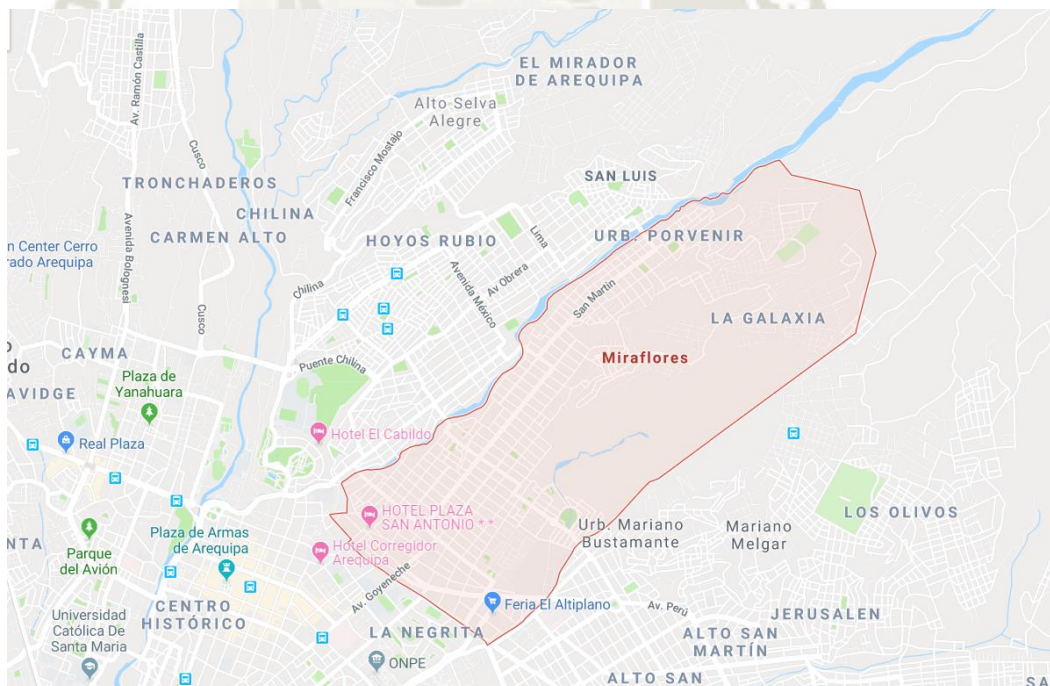 Av. Ramón Castilla
EL MIRADOR
DE AREQUIPA
Alto Selva
Alegre
Cusco
Francisco Mostajo
TRONCHADEROS
SAN LUIS
CHILINA
CARMEN ALTO
HOYOS RUBIO
Lima
URB. PORVENIR
n Center Cerro
rado Arequipa
Avenida Bolognesi
Chilina
Avenida México
Av Obrera
San Martin
Cusco
LA GALAXIA
o
do
CAYMA
Puente Chilina
Miraflores
Plaza de
Yanahuara
AVIDGE
Real Plaza
Hotel El Cabildo
HOTEL PLAZA
SAN ANTONIO **
Urb. Mariano
Bustamante
Mariano
Melgar
LOS OLIVOS
Plaza de Armas
de Arequipa
NTA
Parque
del Avión
Hotel Corregidor
Arequipa
Av. Goyeneche
Feria El Altiplano
Av. Perú
JERUSALEN
CENTRO
HISTÓRICO
Universidad
Católica De
Santa Maria
LA NEGRITA
ALTO SAN
MARTÍN
ONPE
ALTO SAN
SA